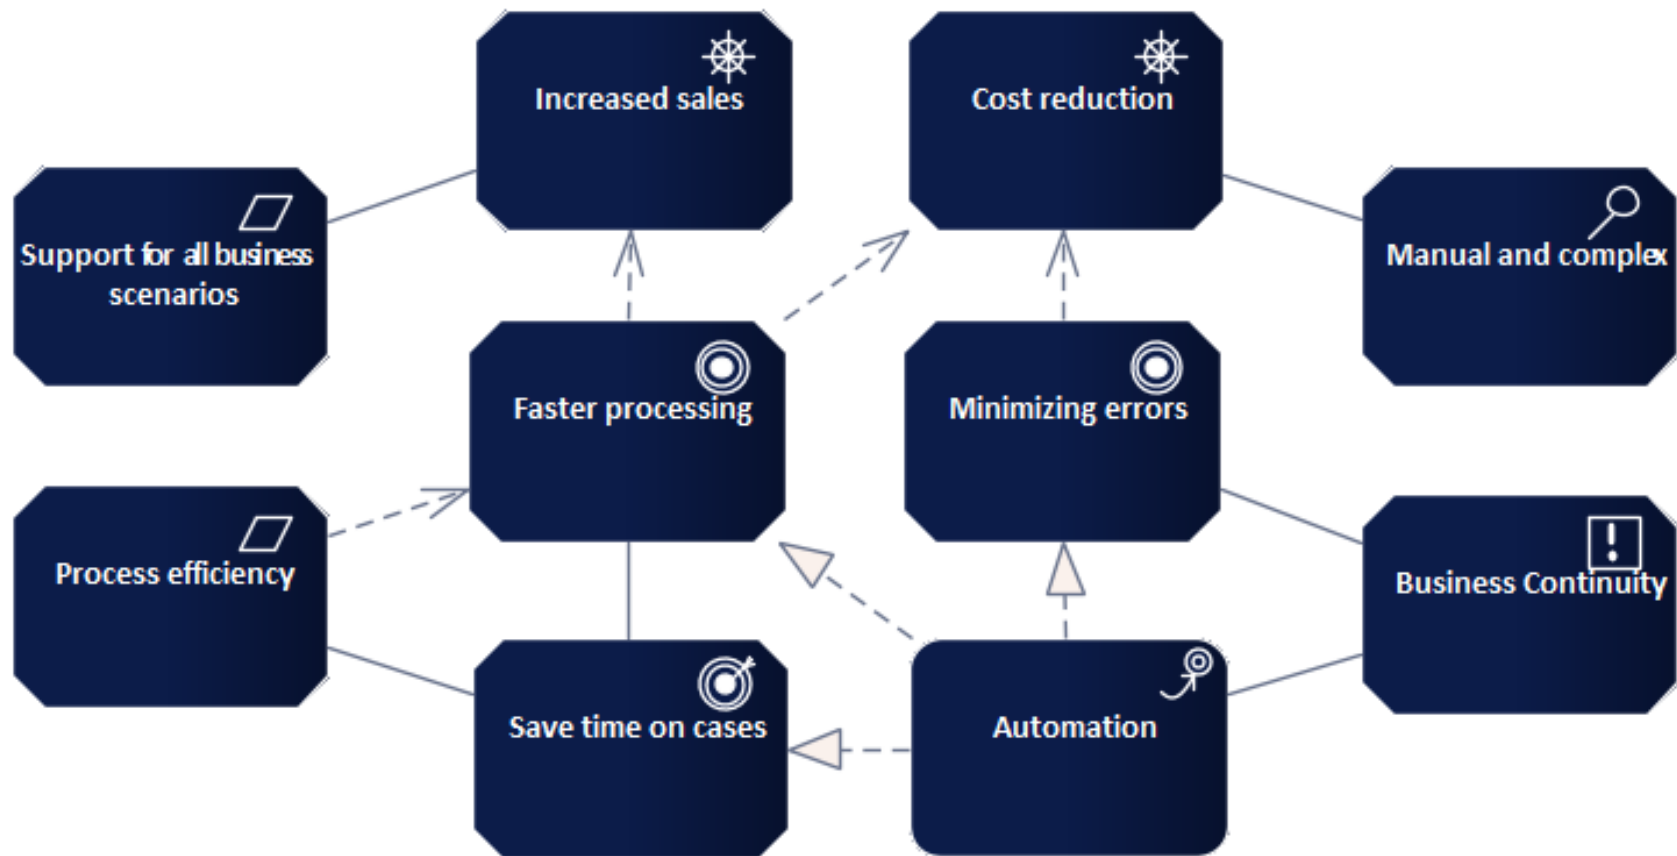 Increased sales
Cost reduction
Support for all business
scenarios
Manual and complex
Faster processing
Minimizing errors
Process efficiency
Business Continuity
Save time on cases
Automation